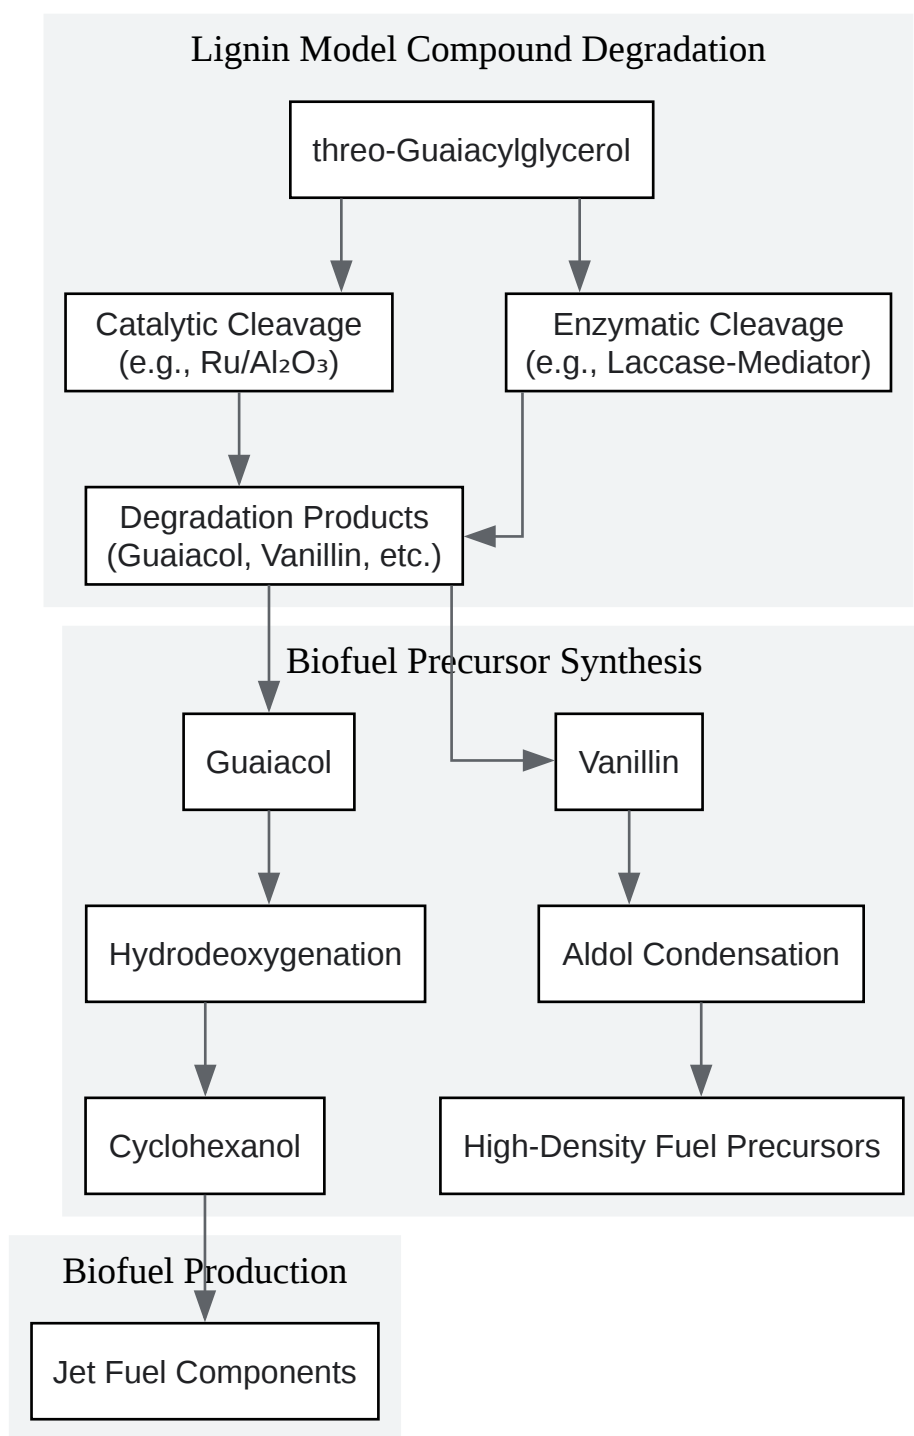 Lignin Model Compound Degradation
threo-Guaiacylglycerol
Catalytic Cleavage
(e.g., Ru/Al₂O₃)
Enzymatic Cleavage
(e.g., Laccase-Mediator)
Degradation Products
(Guaiacol, Vanillin, etc.)
Biofuel Precursor Synthesis
Guaiacol
Vanillin
Hydrodeoxygenation
Aldol Condensation
Cyclohexanol
High-Density Fuel Precursors
Biofuel Production
Jet Fuel Components